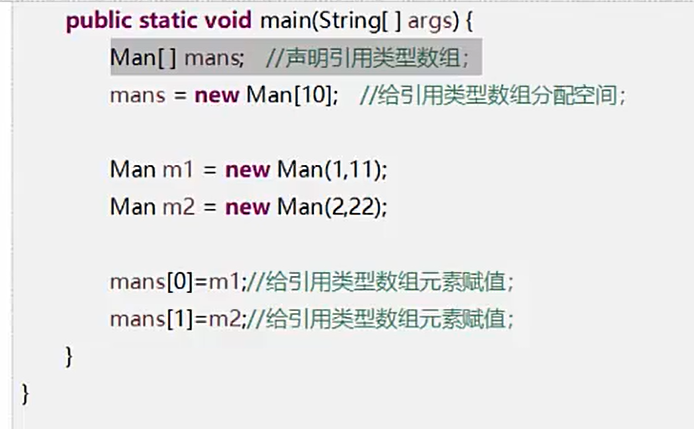 public static void main(String[ ] args) {
Man[ ] mans;   //声明引用类型数组；
mans = new Man[10];   //给引用类型数组分配空间；
Man m1 = new Man(1,11);
Man m2 = new Man(2,22);
mans[0]=m1;//给引用类型数组元素赋值；
mans[1]=m2;//给引用类型数组元素赋值；
}
}